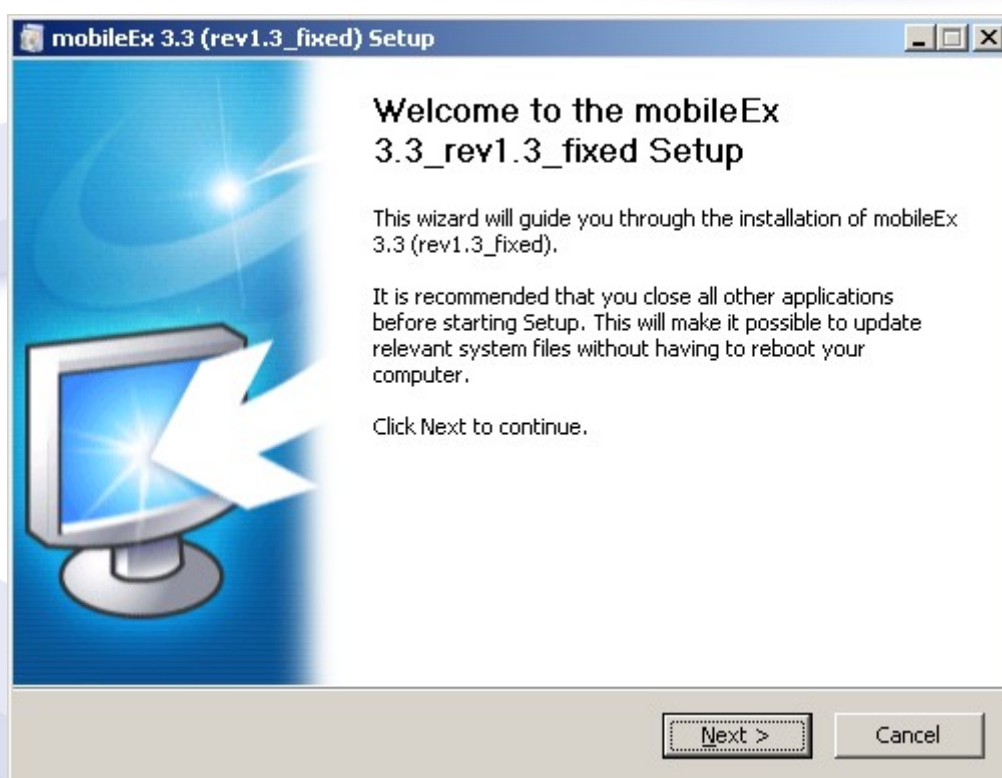 mobileEx 3.3 (rev1.3_fixed) Setup
Welcome to the mobileEx
3.3_rev1.3_fixed Setup
This wizard will guide you through the installation of mobileEx
3.3 (rev1.3_fixed).
It is recommended that you close all other applications
before starting Setup. This will make it possible to update
relevant system files without having to reboot your
computer.
Click Next to continue.
Next >
Cancel